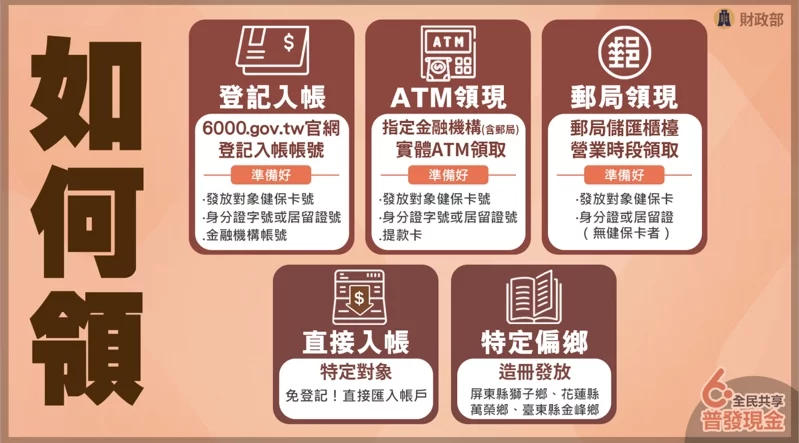 財政部
如何領
登記入帳
6000.gov.tw官網
登記入帳帳號
準備好
·發放對象健保卡號
·身分證字號或居留證號
.金融機構帳號
ATM
ATM領現
指定金融機構(含郵局)
實體ATM領取
準備好
·發放對象健保卡號
·身分證字號或居留證號
·提款卡
郵
郵局領現
郵局儲匯櫃檯
營業時段領取
準備好
·發放對象健保卡
·身分證或居留證
(無健保卡者)
直接入帳
特定對象
免登記！直接匯入帳戶
特定偏鄉
造冊發放
屏東縣獅子鄉、花蓮縣
萬榮鄉、臺東縣金峰鄉
6全民共享
普發現金